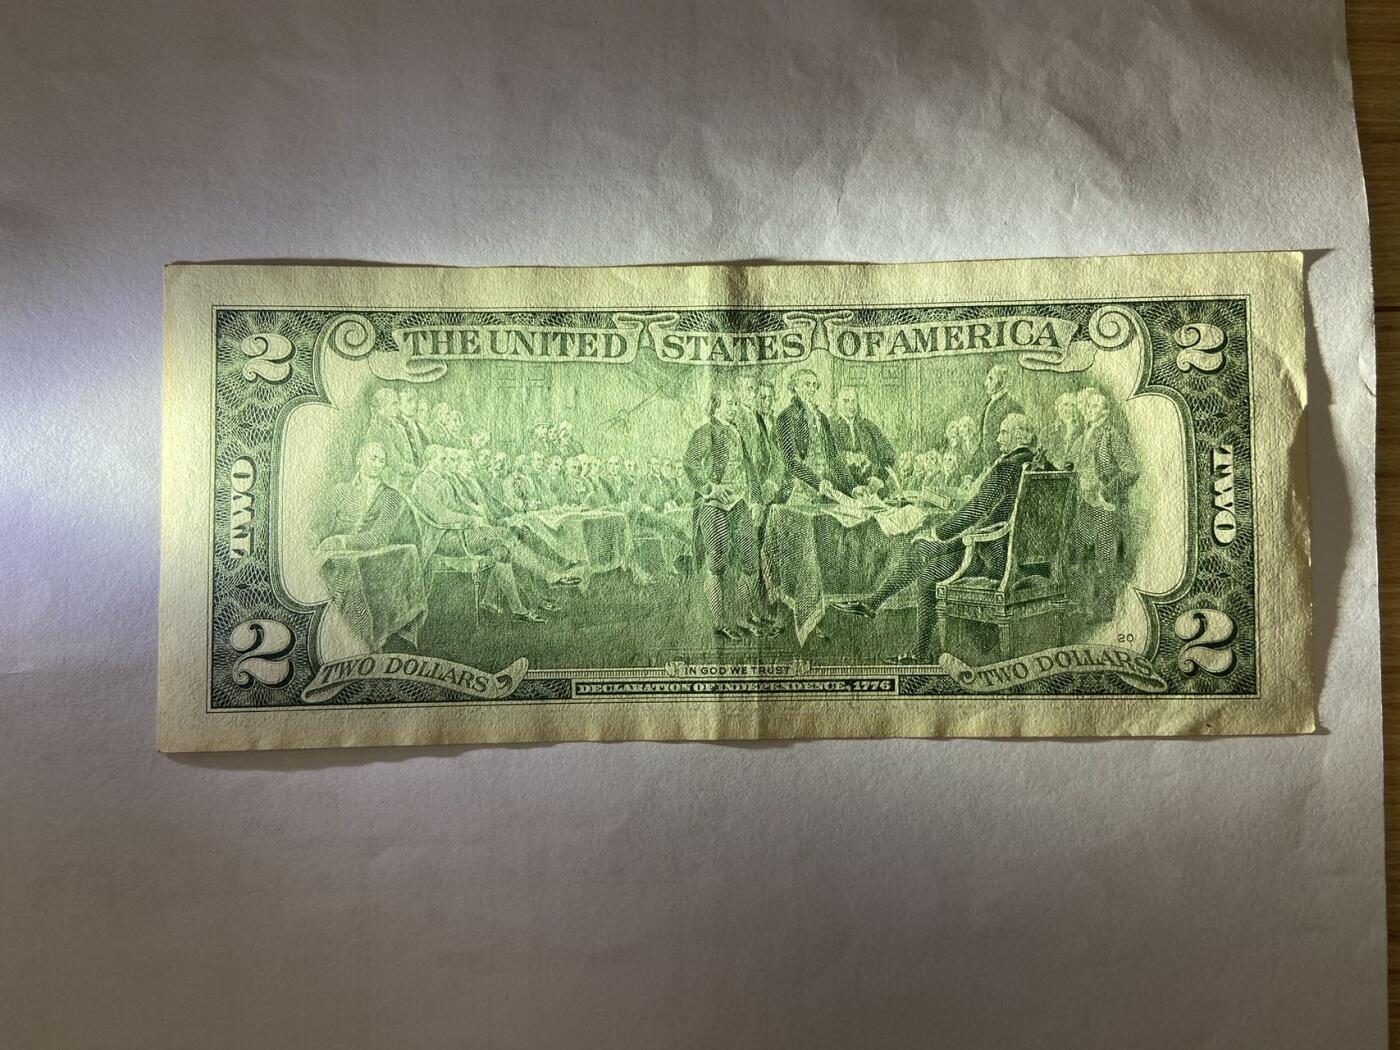 2 THE UNITED STATES OF AMERICA 2
TWO TWO
20
2 TWO DOLLARS IN GOD WE TRUST TWO DOLLARS 2
DECLARATION OF INDEPENDENCE, 1776